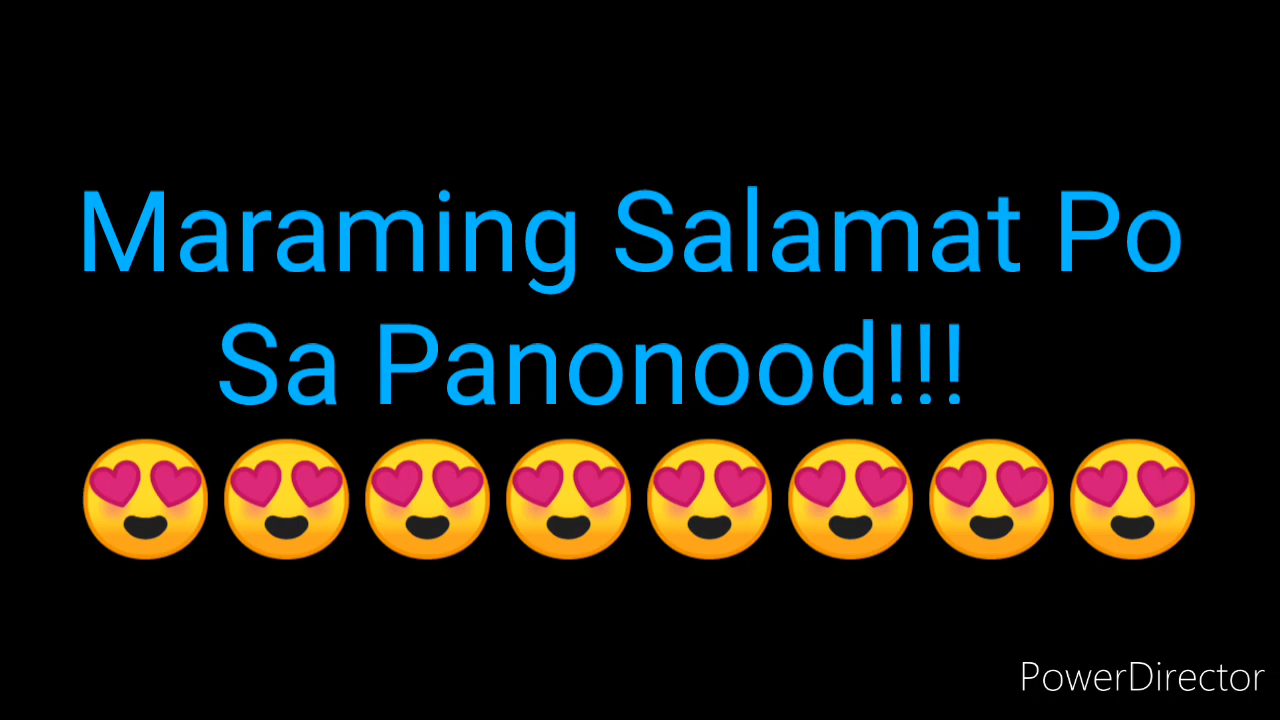 Maraming Salamat Po
Sa Panonood!!!
😍😍😍😍😍😍😍😍
PowerDirector